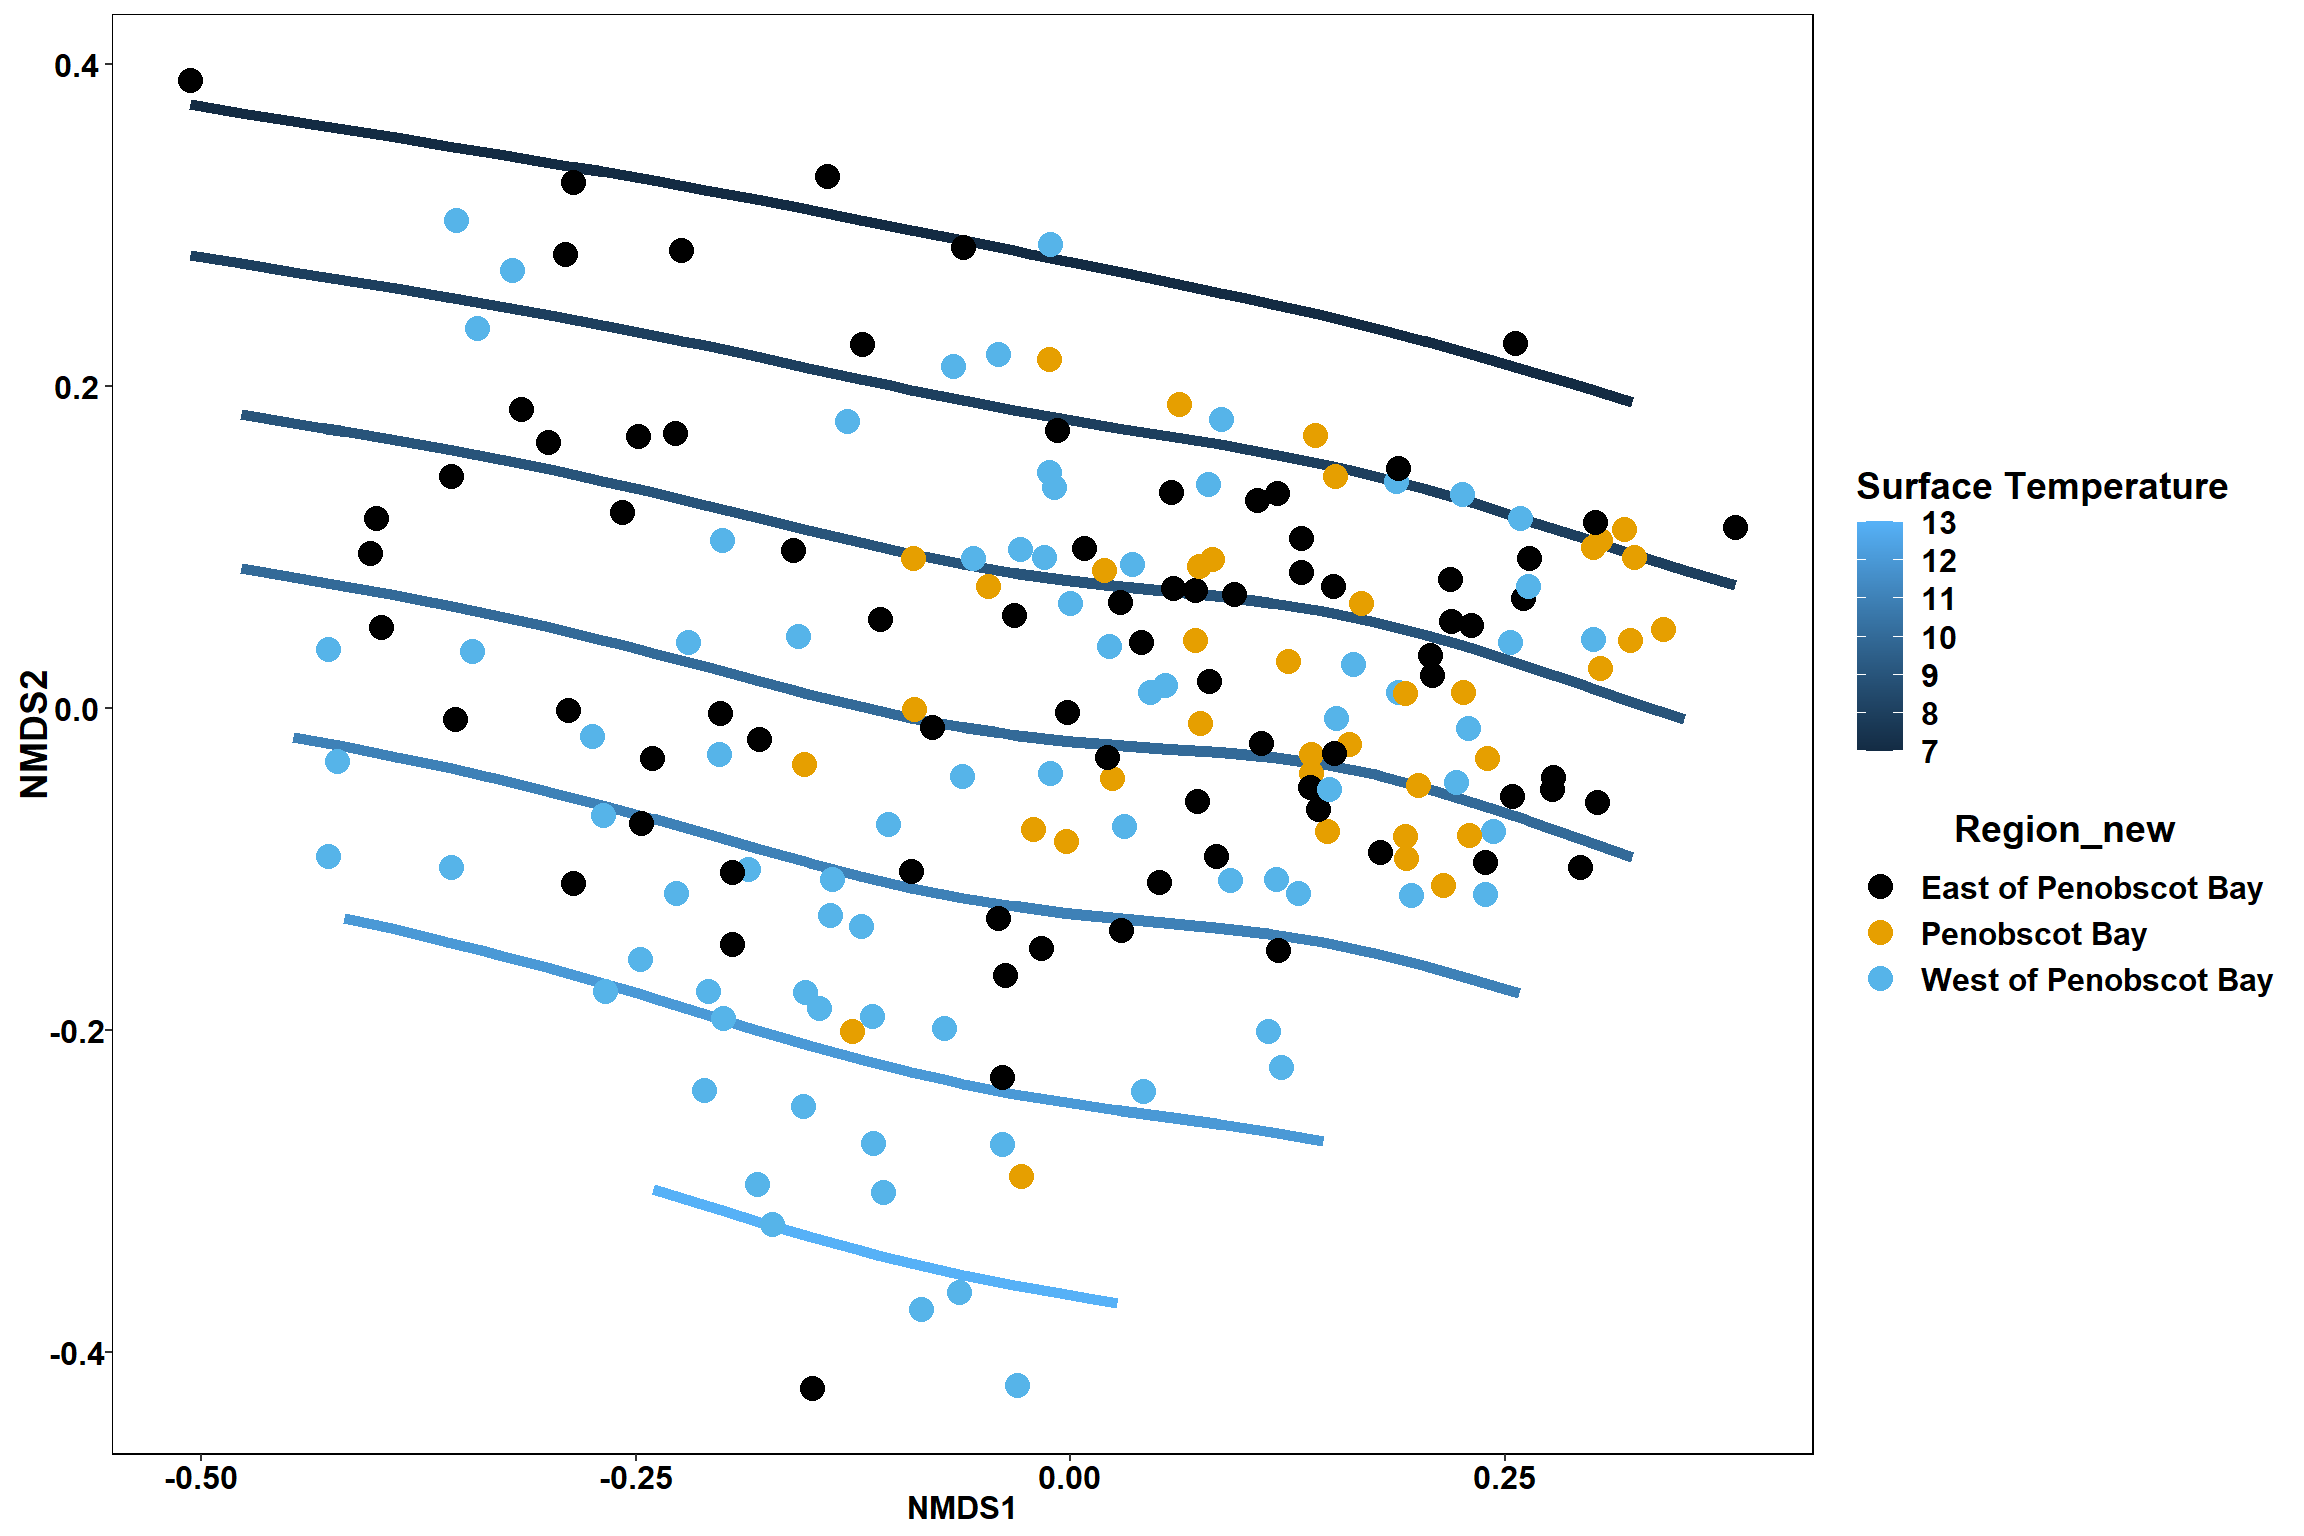 0.4
0.2
0.0
-0.2
-0.4
NMDS2
-0.50
-0.25
0.00
0.25
NMDS1
Surface Temperature
13
12
11
10
9
8
7
Region_new
East of Penobscot Bay
Penobscot Bay
West of Penobscot Bay